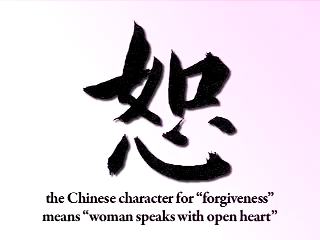 恕
the Chinese character for “forgiveness”
means “woman speaks with open heart”